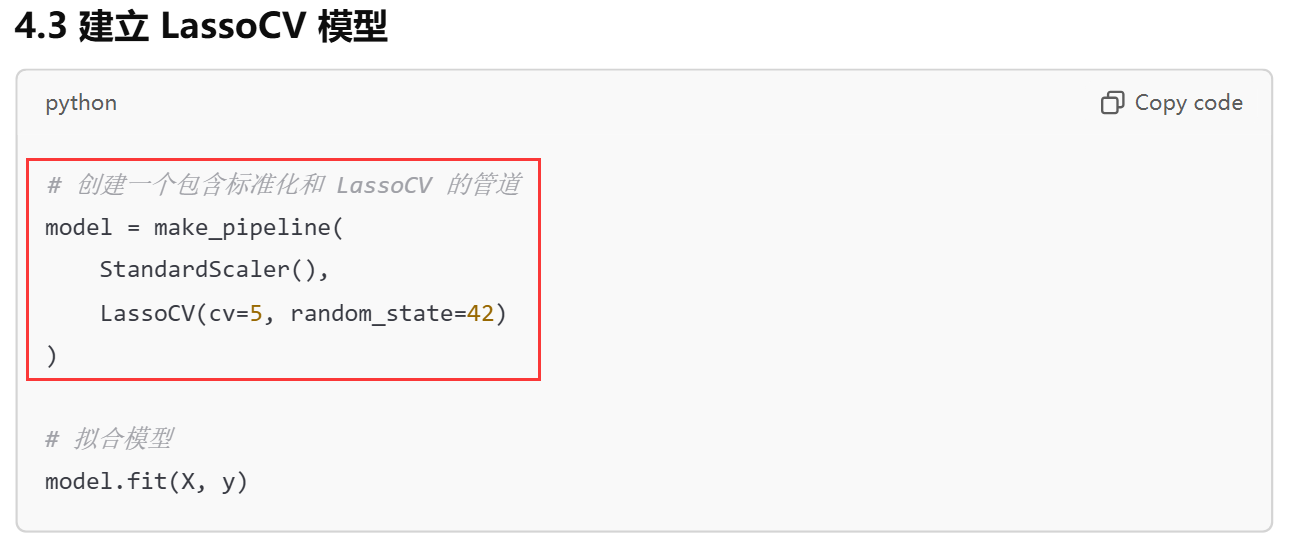 4.3 建立 LassoCV 模型
python
Copy code
# 创建一个包含标准化和 LassoCV 的管道
model = make_pipeline(
    StandardScaler(),
    LassoCV(cv=5, random_state=42)
)
# 拟合模型
model.fit(X, y)